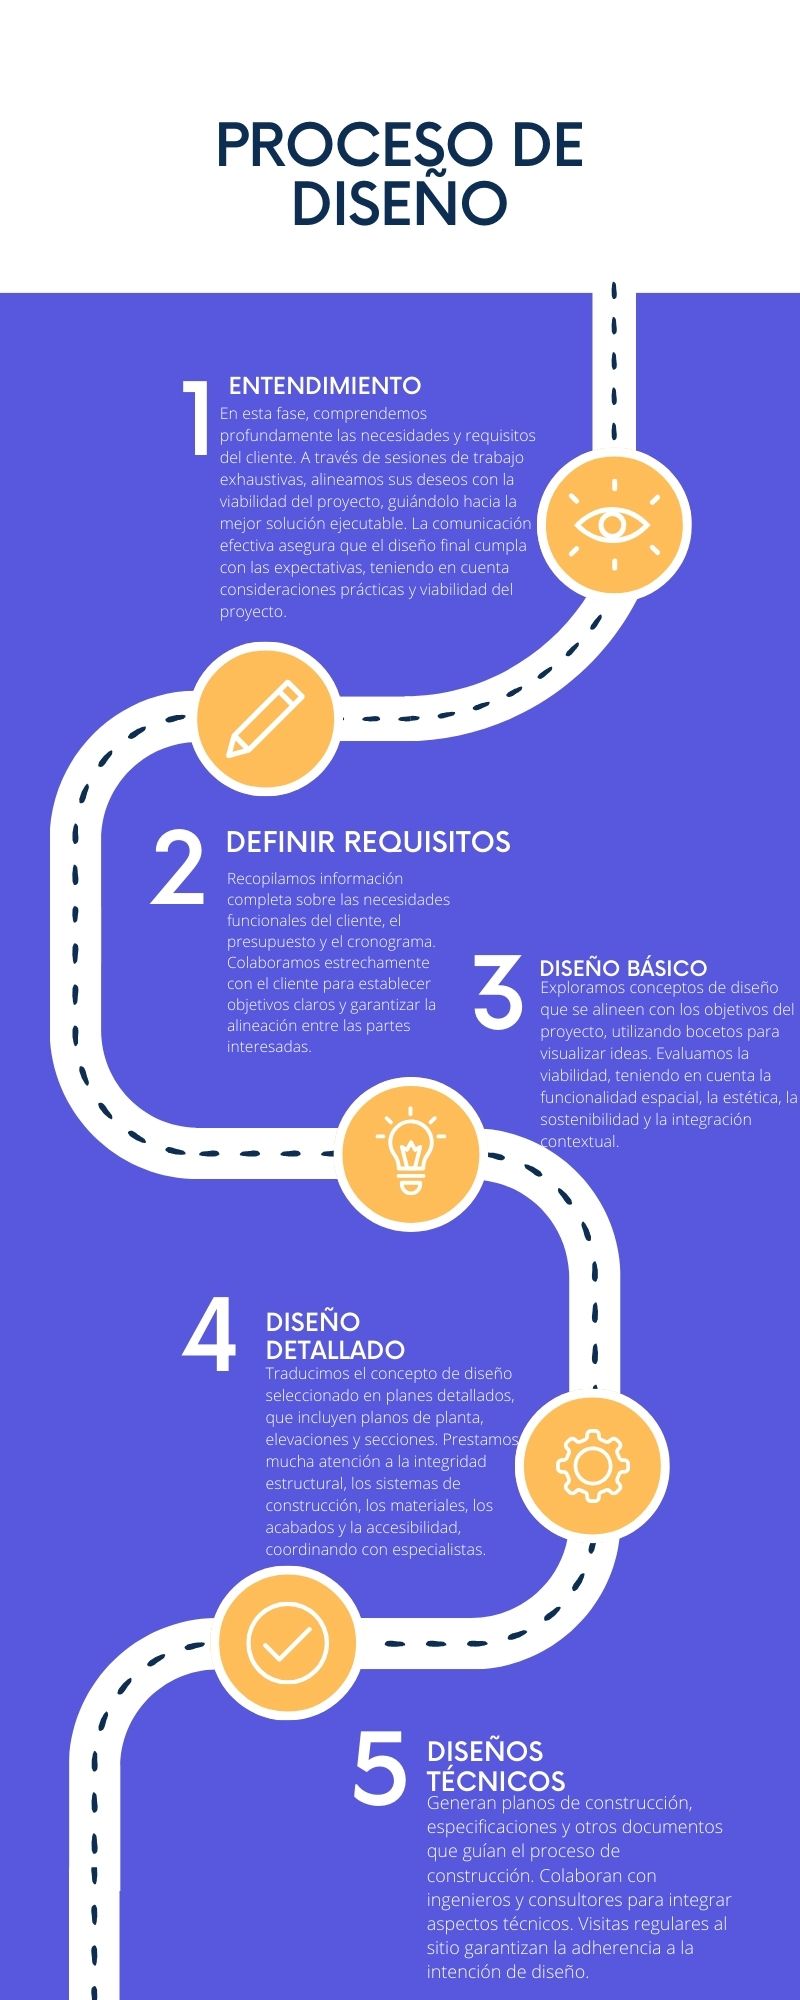 PROCESO DE
DISEÑO
1
ENTENDIMIENTO
En esta fase, comprendemos
profundamente las necesidades y requisitos
del cliente. A través de sesiones de trabajo
exhaustivas, alineamos sus deseos con la
viabilidad del proyecto, guiándolo hacia la
mejor solución ejecutable. La comunicación
efectiva asegura que el diseño final cumpla
con las expectativas, teniendo en cuenta
consideraciones prácticas y viabilidad del
proyecto.
2
DEFINIR REQUISITOS
Recopilamos información
completa sobre las necesidades
funcionales del cliente, el
presupuesto y el cronograma.
Colaboramos estrechamente
con el cliente para establecer
objetivos claros y garantizar la
alineación entre las partes
interesadas.
3
DISEÑO BÁSICO
Exploramos conceptos de diseño
que se alineen con los objetivos del
proyecto, utilizando bocetos para
visualizar ideas. Evaluamos la
viabilidad, teniendo en cuenta la
funcionalidad espacial, la estética, la
sostenibilidad y la integración
contextual.
4
DISEÑO
DETALLADO
Traducimos el concepto de diseño
seleccionado en planes detallados,
que incluyen planos de planta,
elevaciones y secciones. Prestamos
mucha atención a la integridad
estructural, los sistemas de
construcción, los materiales, los
acabados y la accesibilidad,
coordinando con especialistas.
5
DISEÑOS
TÉCNICOS
Generan planos de construcción,
especificaciones y otros documentos
que guían el proceso de
construcción. Colaboran con
ingenieros y consultores para integrar
aspectos técnicos. Visitas regulares al
sitio garantizan la adherencia a la
intención de diseño.